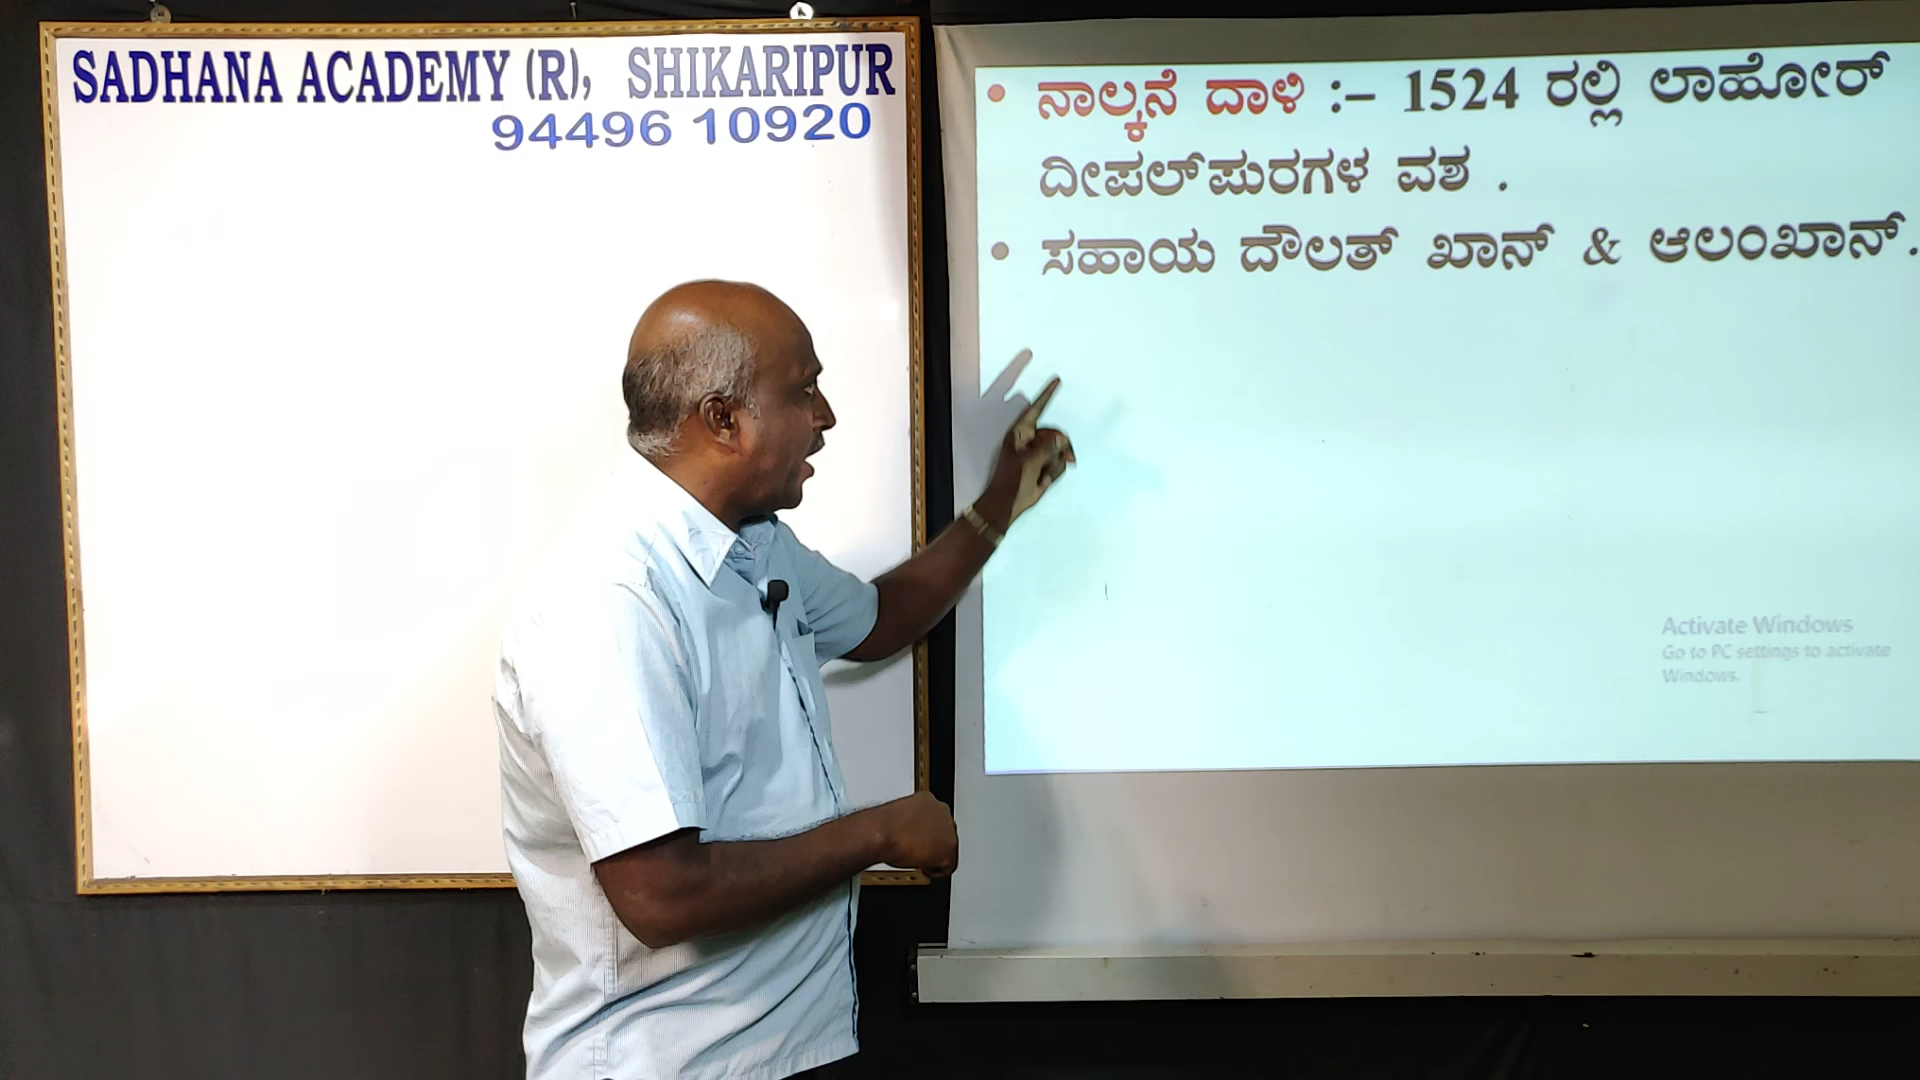 SADHANA ACADEMY (R), SHIKARIPUR
94496 10920
• ನಾಲ್ಕನೆ ದಾಳಿ :– 1524 ರಲ್ಲಿ ಲಾಹೋರ್
ದೀಪಲ್‌ಪುರಗಳ ವಶ .
• ಸಹಾಯ ದೌಲತ್ ಖಾನ್ & ಆಲಂಖಾನ್.
Activate Windows
Go to PC settings to activate
Windows.